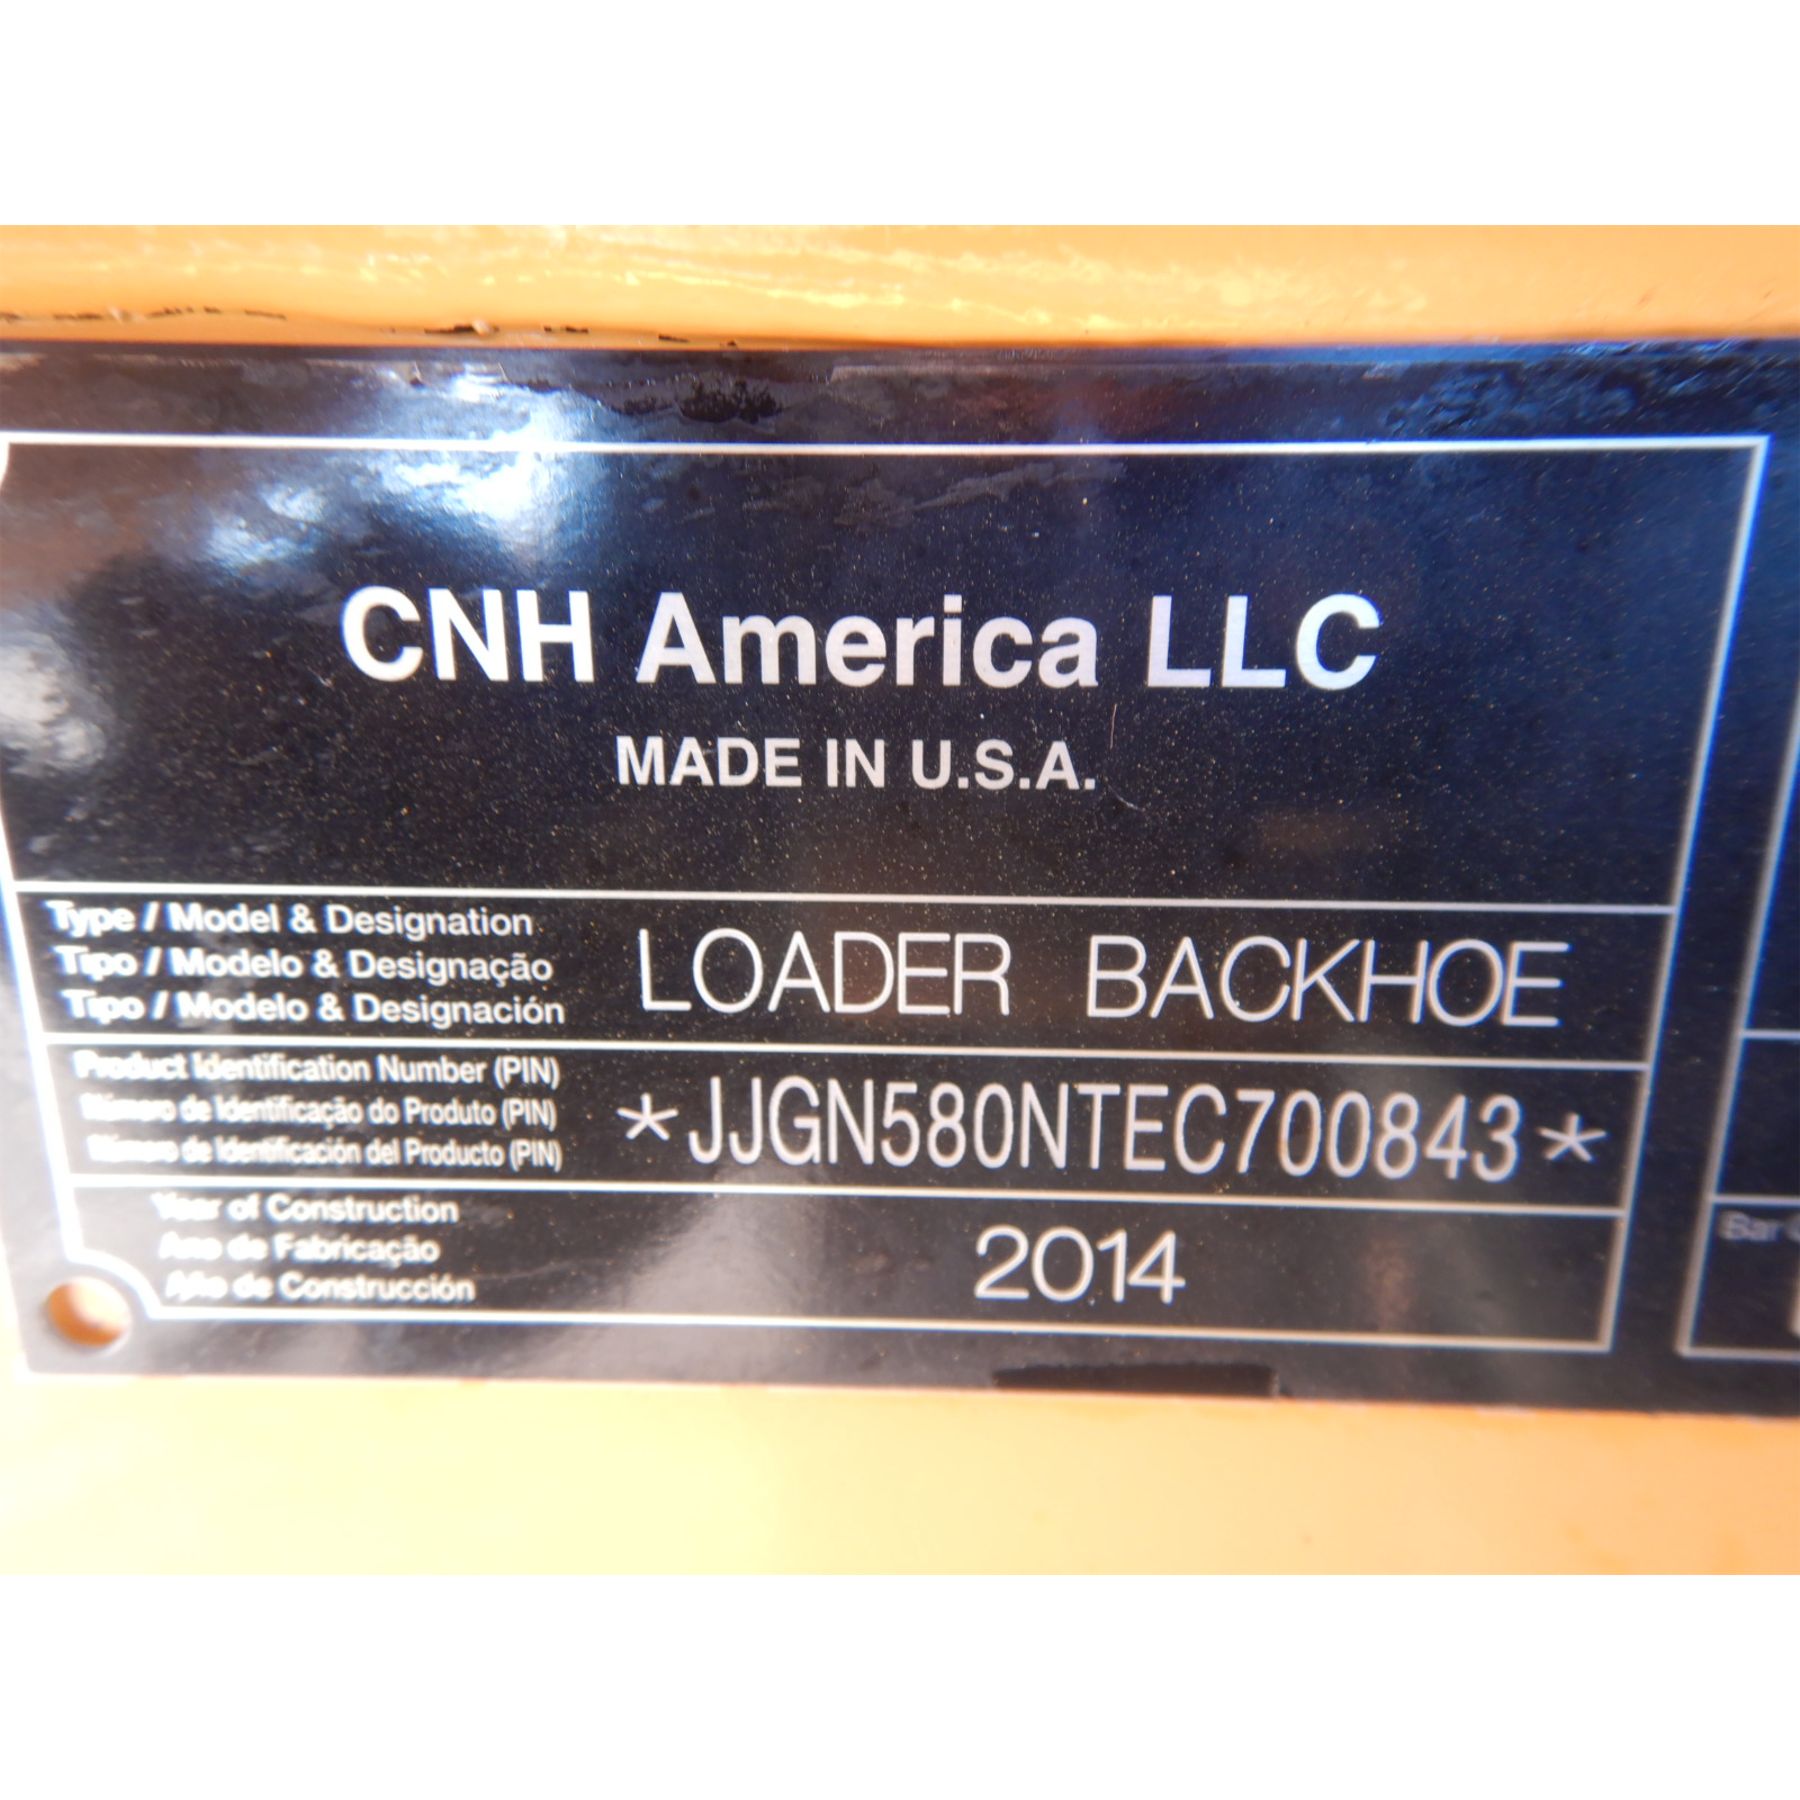 CNH America LLC
MADE IN U.S.A.
Type / Model & Designation
Tipo / Modelo & Designação
Tipo / Modelo & Designación
LOADER BACKHOE
Product Identification Number (PIN)
Número de Identificação do Produto (PIN)
Número de Identificación del Producto (PIN)
*JJGN580NTEC700843*
Year of Construction
Ano de Fabricação
Año de Construcción
2014
Bar